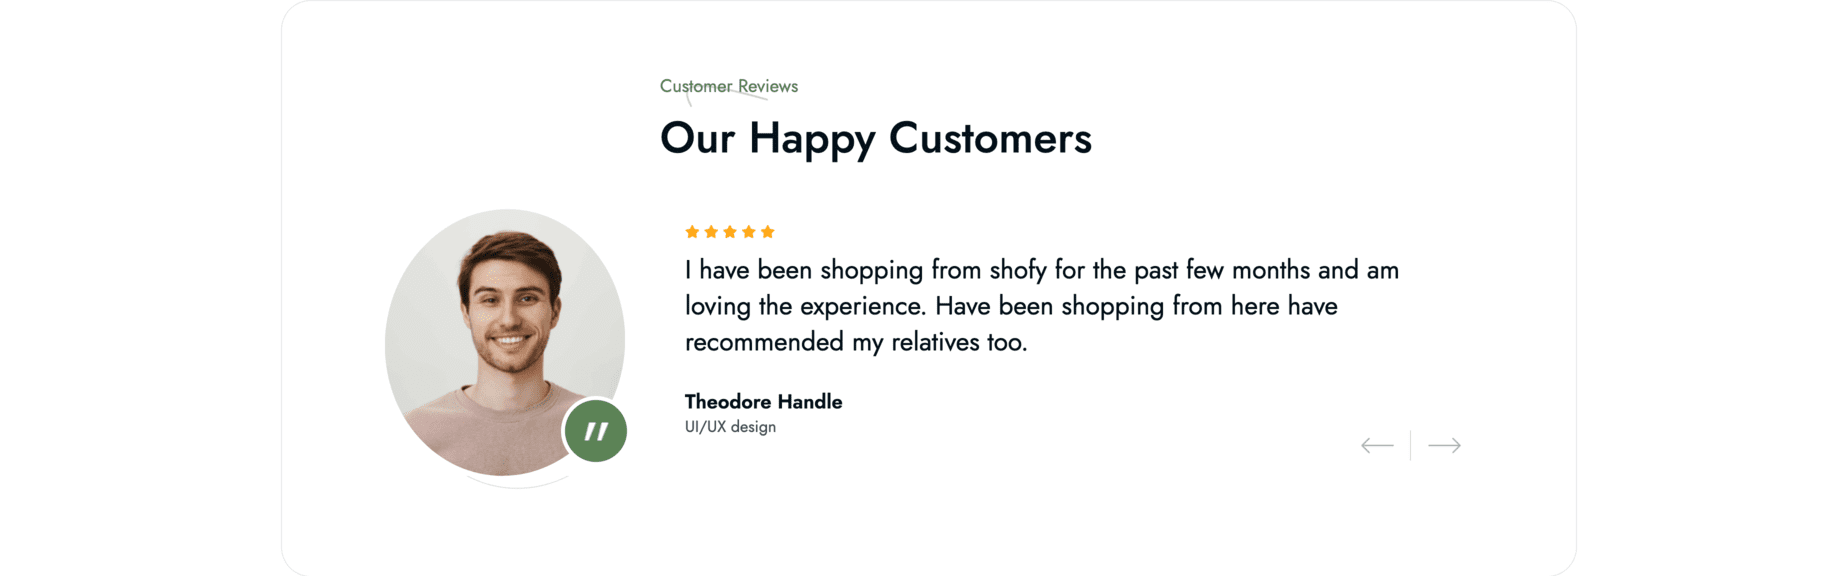 Customer Reviews
Our Happy Customers
I have been shopping from shofy for the past few months and am
loving the experience. Have been shopping from here have
recommended my relatives too.
Theodore Handle
UI/UX design